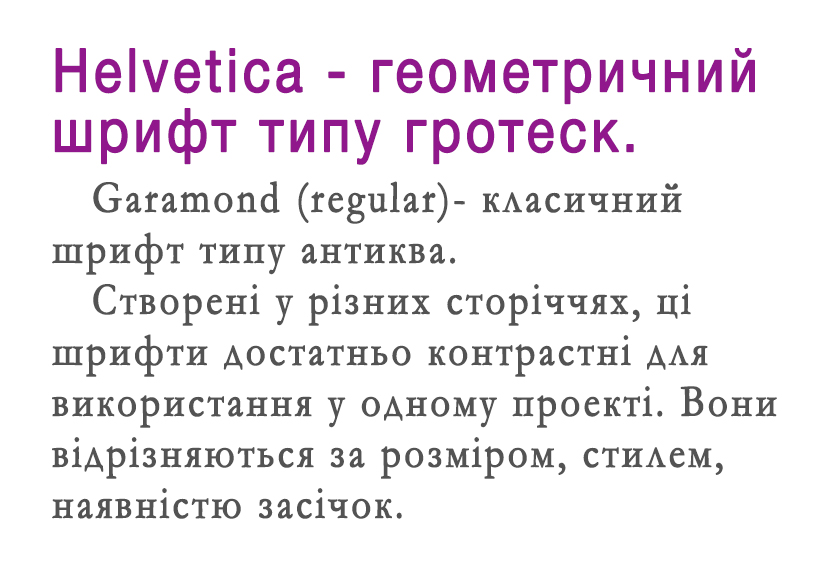 Helvetica - геометричний
шрифт типу гротеск.
Garamond (regular)- класичний
шрифт типу антиква.
Створені у різних сторіччях, ці
шрифти достатньо контрастні для
використання у одному проекті. Вони
відрізняються за розміром, стилем,
наявністю засічок.